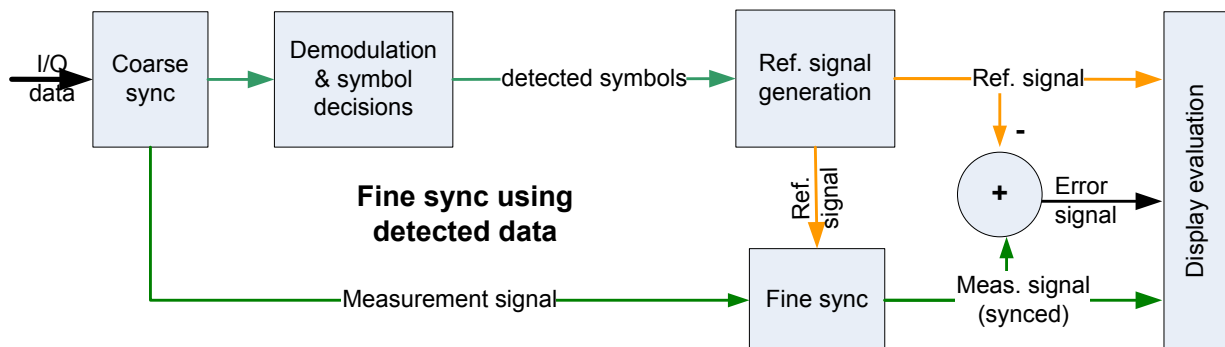 I/Q
data
Coarse
sync
Demodulation
& symbol
decisions
detected symbols
Ref. signal
generation
Ref. signal
-
+
Error
signal
Display evaluation
Fine sync using
detected data
Ref.
signal
Measurement signal
Fine sync
Meas. signal
(synced)